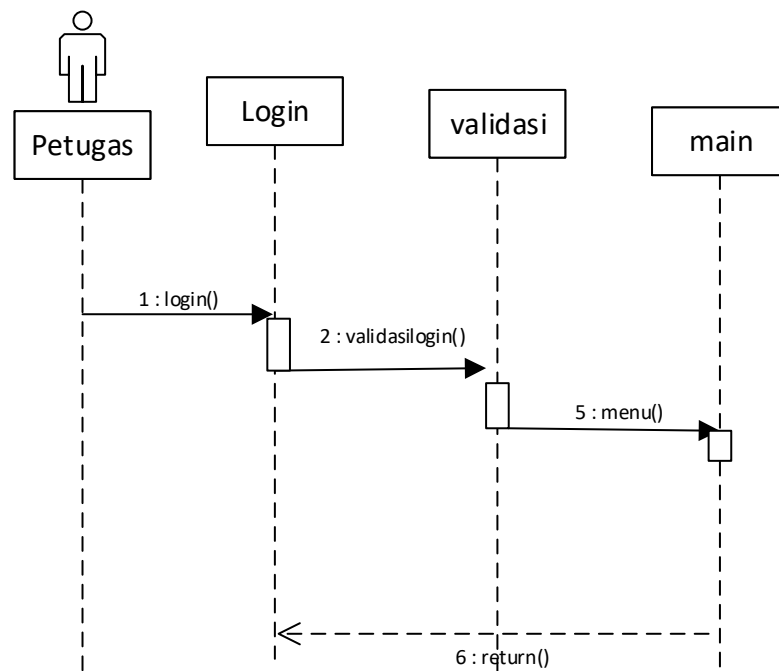 Petugas
Login
validasi
main
1 : login()
2 : validasilogin()
5 : menu()
6 : return()